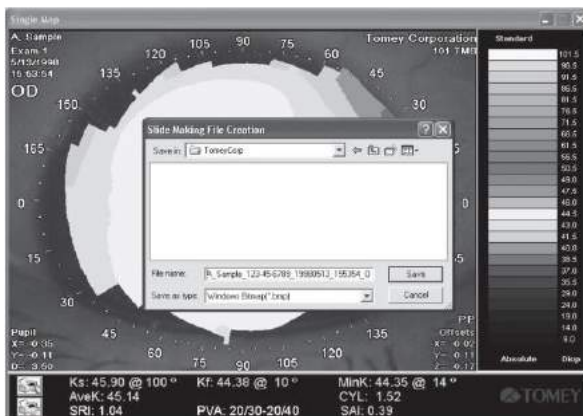 Single Map
A, Sample
Exam 1
5/13/1998
15:53:54
OD
Tomey Corporation
101 TMB
105 90 75
120 60
135 45
150 30
165 15
0 0
15
30
45 60 75 90 105 120 135
Slide Making File Creation
Save in: TomeyCorp
File name: A_Sample_123-45-6789_19980513_155354_O
Save
Save as type: Windows Bitmap(*.bmp)
Cancel
Pupil
X= -0.35
Y= -0.11
D= 3.50
PP
Offsets
X= -0.02
Y= -0.11
Z= -0.17
Standard
101.5
96.5
91.5
86.5
81.5
76.5
71.5
66.5
61.5
56.5
50.5
49.0
47.5
46.0
44.5
43.0
41.5
40.0
38.5
37.0
35.5
34.0
29.0
24.0
19.0
14.0
9.0
Absolute Diop
Ks: 45.90 @ 100 º Kf: 44.38 @ 10 º MinK: 44.35 @ 14 º
AveK: 45.14 CYL: 1.52
SRI: 1.04 PVA: 20/30-20/40 SAI: 0.39
TOMEY